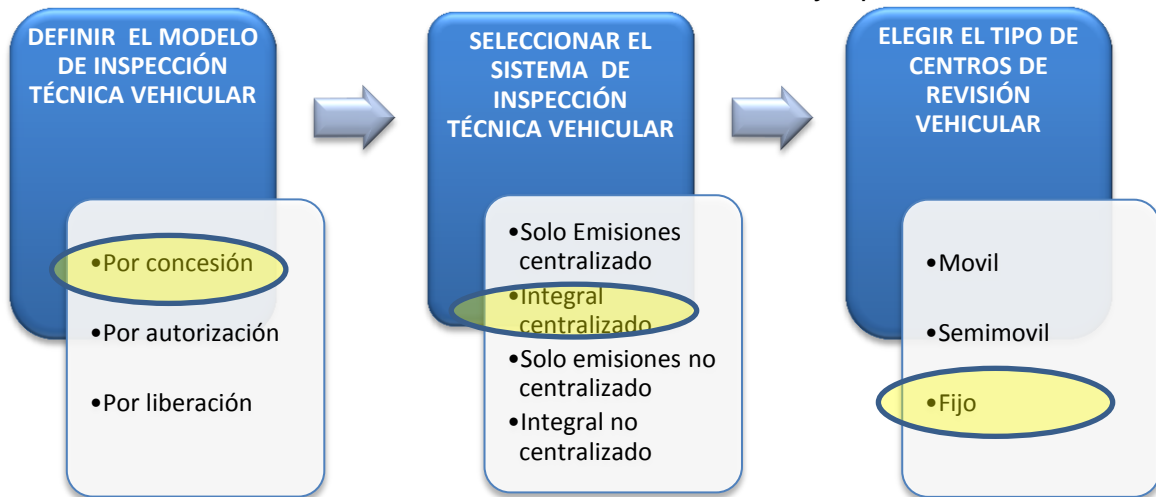 DEFINIR EL MODELO
DE INSPECCIÓN
TÉCNICA VEHICULAR
•Por concesión
•Por autorización
•Por liberación
SELECCIONAR EL
SISTEMA DE
INSPECCIÓN
TÉCNICA VEHICULAR
•Solo Emisiones
centralizado
•Integral
centralizado
•Solo emisiones no
centralizado
•Integral no
centralizado
ELEGIR EL TIPO DE
CENTROS DE
REVISIÓN
VEHICULAR
•Movil
•Semimovil
•Fijo